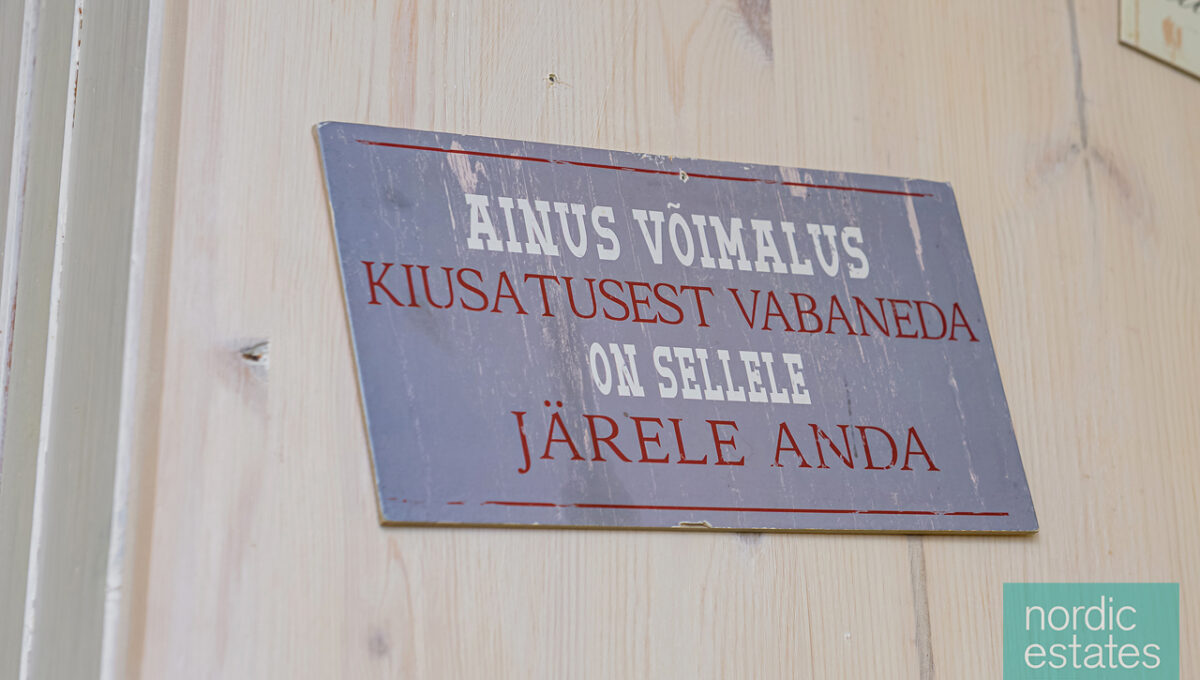 AINUS VÕIMALUS
KIUSATUSEST VABANEDA
ON SELLELE
JÄRELE ANDA
nordic
estates